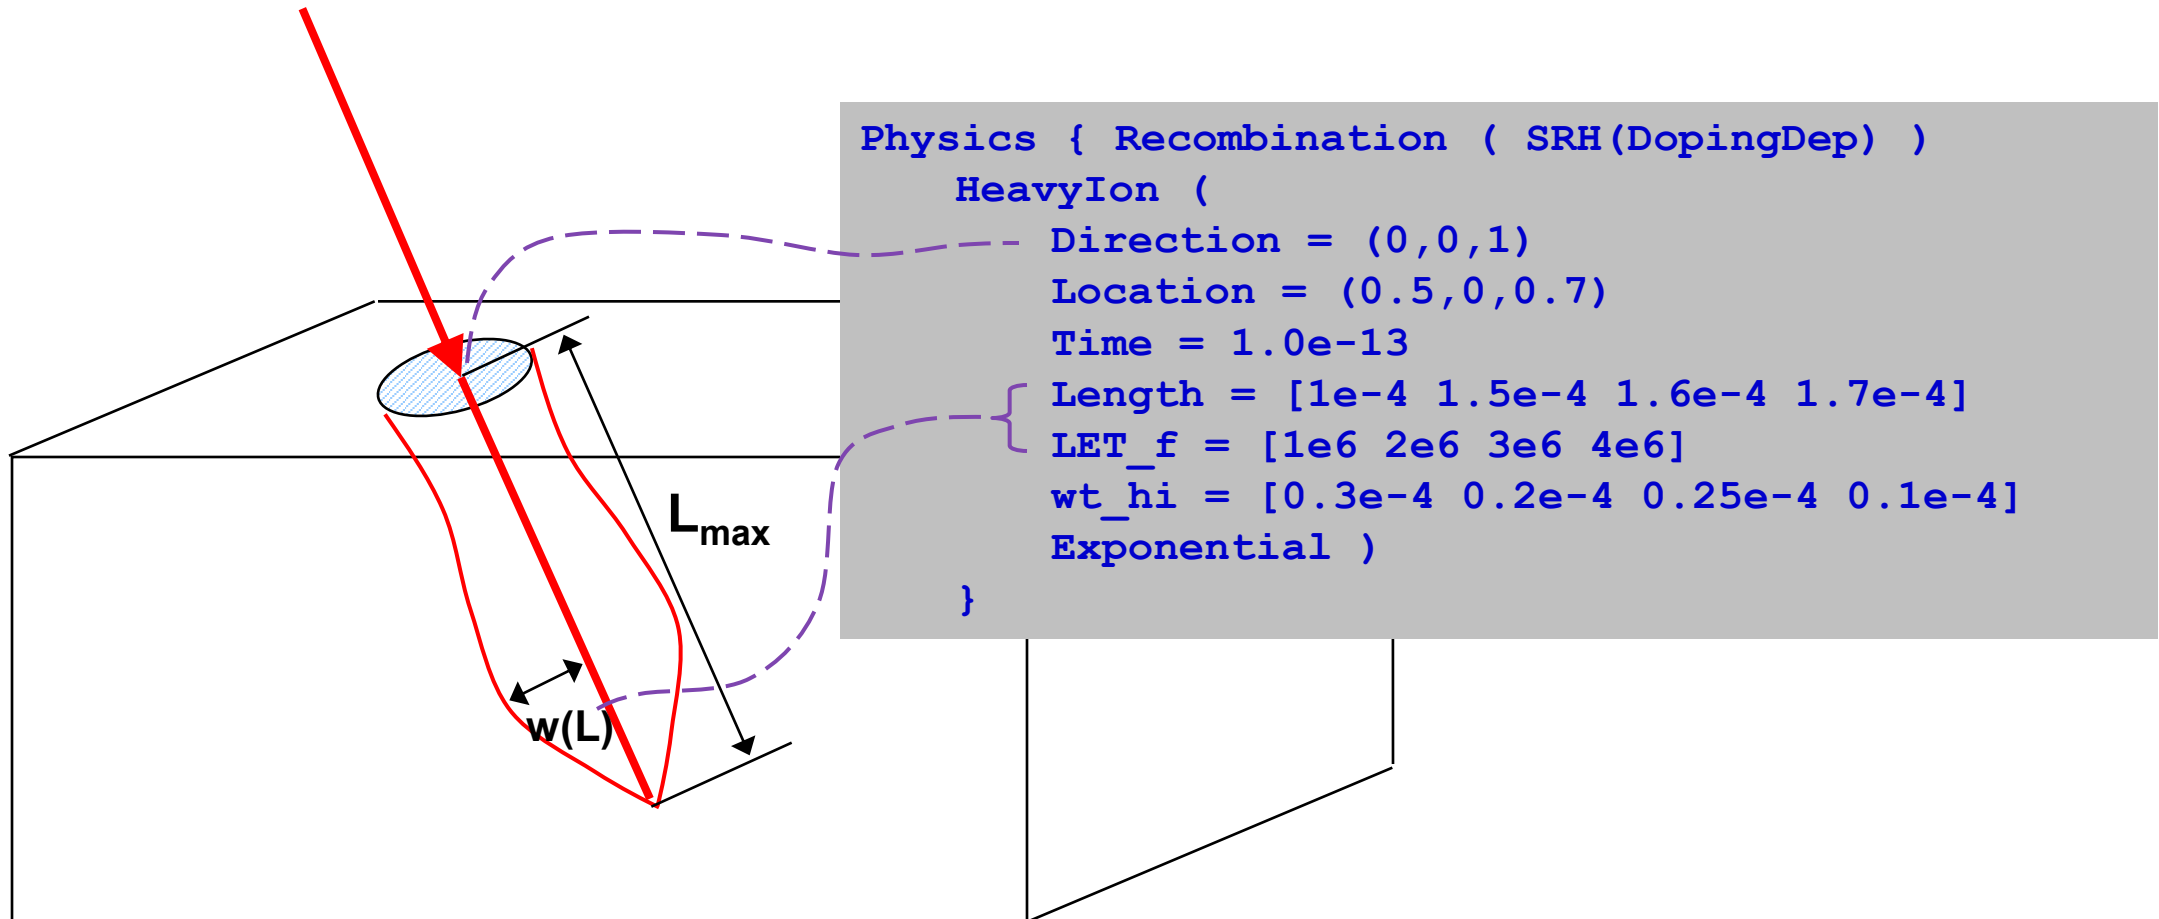 Physics { Recombination ( SRH(DopingDep) )
HeavyIon (
Direction = (0,0,1)
Location = (0.5,0,0.7)
Time = 1.0e-13
Length = [1e-4 1.5e-4 1.6e-4 1.7e-4]
LET_f = [1e6 2e6 3e6 4e6]
wt_hi = [0.3e-4 0.2e-4 0.25e-4 0.1e-4]
Exponential )
}
Lmax
w(L)